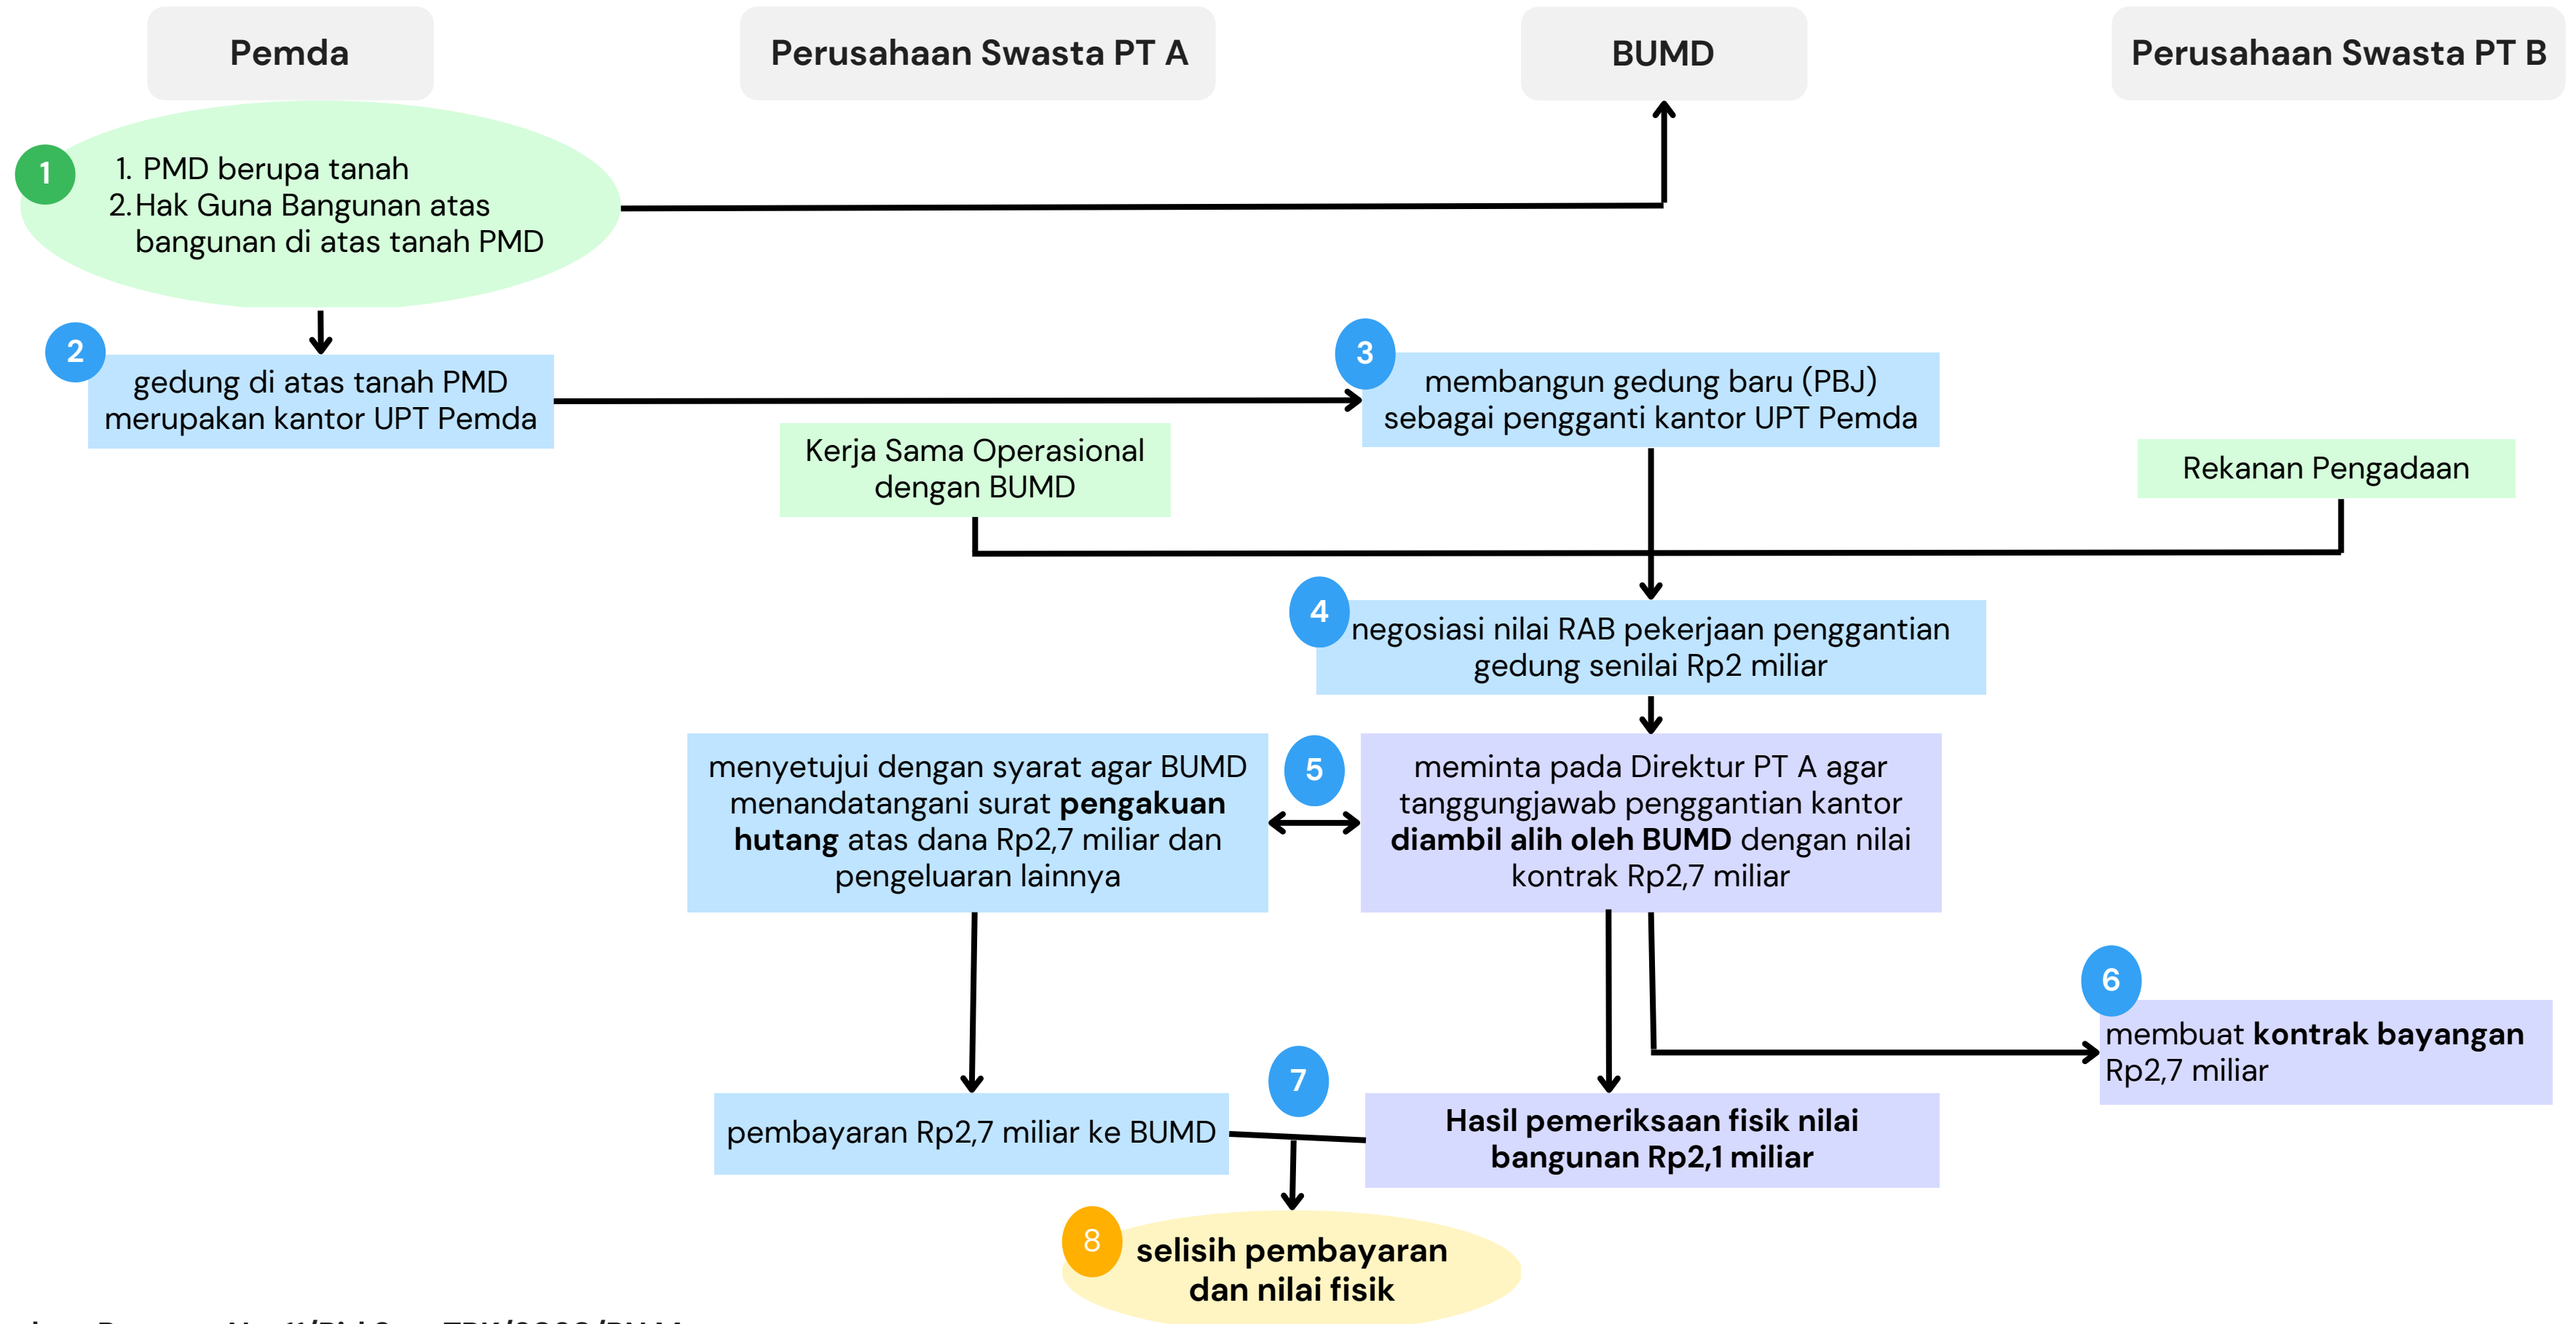 Pemda
Perusahaan Swasta PT A
BUMD
Perusahaan Swasta PT B
1
1. PMD berupa tanah
2. Hak Guna Bangunan atas
bangunan di atas tanah PMD
2
gedung di atas tanah PMD
merupakan kantor UPT Pemda
3
membangun gedung baru (PBJ)
sebagai pengganti kantor UPT Pemda
Kerja Sama Operasional
dengan BUMD
Rekanan Pengadaan
4
negosiasi nilai RAB pekerjaan penggantian
gedung senilai Rp2 miliar
menyetujui dengan syarat agar BUMD
menandatangani surat pengakuan
hutang atas dana Rp2,7 miliar dan
pengeluaran lainnya
5
meminta pada Direktur PT A agar
tanggungjawab penggantian kantor
diambil alih oleh BUMD dengan nilai
kontrak Rp2,7 miliar
6
membuat kontrak bayangan
Rp2,7 miliar
7
pembayaran Rp2,7 miliar ke BUMD
Hasil pemeriksaan fisik nilai
bangunan Rp2,1 miliar
8
selisih pembayaran
dan nilai fisik